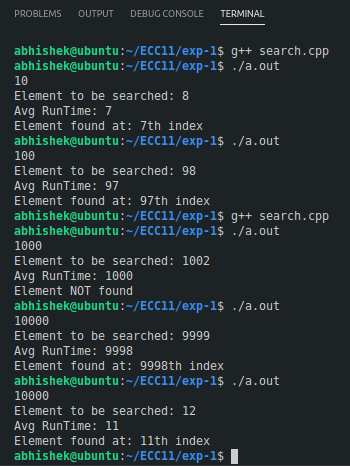 PROBLEMS OUTPUT DEBUG CONSOLE TERMINAL
abhishek@ubuntu:~/ECC11/exp-1$ g++ search.cpp
abhishek@ubuntu:~/ECC11/exp-1$ ./a.out
10
Element to be searched: 8
Avg RunTime: 7
Element found at: 7th index
abhishek@ubuntu:~/ECC11/exp-1$ ./a.out
100
Element to be searched: 98
Avg RunTime: 97
Element found at: 97th index
abhishek@ubuntu:~/ECC11/exp-1$ g++ search.cpp
abhishek@ubuntu:~/ECC11/exp-1$ ./a.out
1000
Element to be searched: 1002
Avg RunTime: 1000
Element NOT found
abhishek@ubuntu:~/ECC11/exp-1$ ./a.out
10000
Element to be searched: 9999
Avg RunTime: 9998
Element found at: 9998th index
abhishek@ubuntu:~/ECC11/exp-1$ ./a.out
10000
Element to be searched: 12
Avg RunTime: 11
Element found at: 11th index
abhishek@ubuntu:~/ECC11/exp-1$